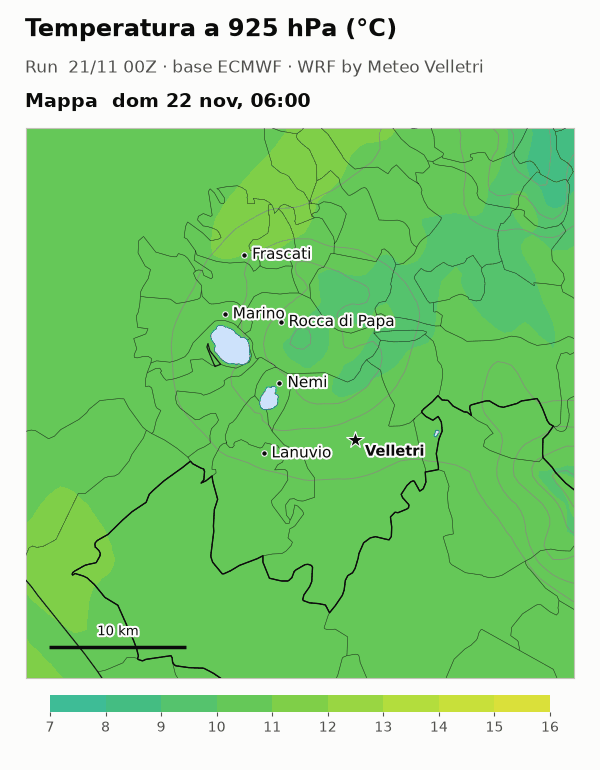 Temperatura a 925 hPa (°C)
Run  21/11 00Z · base ECMWF · WRF by Meteo Velletri
Mappa  dom 22 nov, 06:00
Frascati
Marino
Rocca di Papa
Nemi
Velletri
Lanuvio
10 km
7 8 9 10 11 12 13 14 15 16